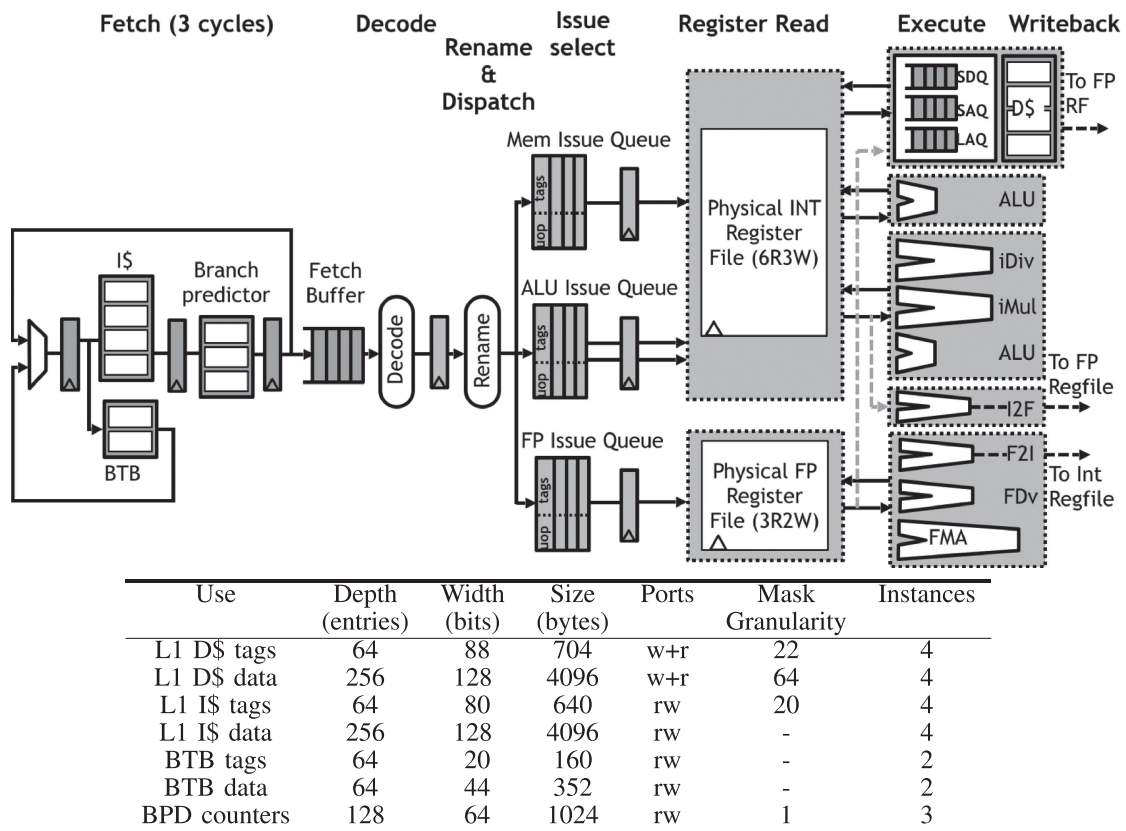 Fetch (3 cycles)
Decode
Rename
&
Dispatch
Issue
select
Register Read
Execute
Writeback
Mem Issue Queue
tags
uop
ALU Issue Queue
tags
uop
FP Issue Queue
tags
uop
I$
Branch
predictor
Fetch
Buffer
BTB
Decode
Rename
Physical INT
Register
File (6R3W)
Physical FP
Register
File (3R2W)
SDQ
SAQ
LAQ
D$
To FP
RF
ALU
iDiv
iMul
ALU
To FP
Regfile
I2F
F2I
To Int
Regfile
FDv
FMA
Use Depth Width Size Ports Mask Instances
(entries) (bits) (bytes) Granularity
L1 D$ tags 64 88 704 w+r 22 4
L1 D$ data 256 128 4096 w+r 64 4
L1 I$ tags 64 80 640 rw 20 4
L1 I$ data 256 128 4096 rw - 4
BTB tags 64 20 160 rw - 2
BTB data 64 44 352 rw - 2
BPD counters 128 64 1024 rw 1 3